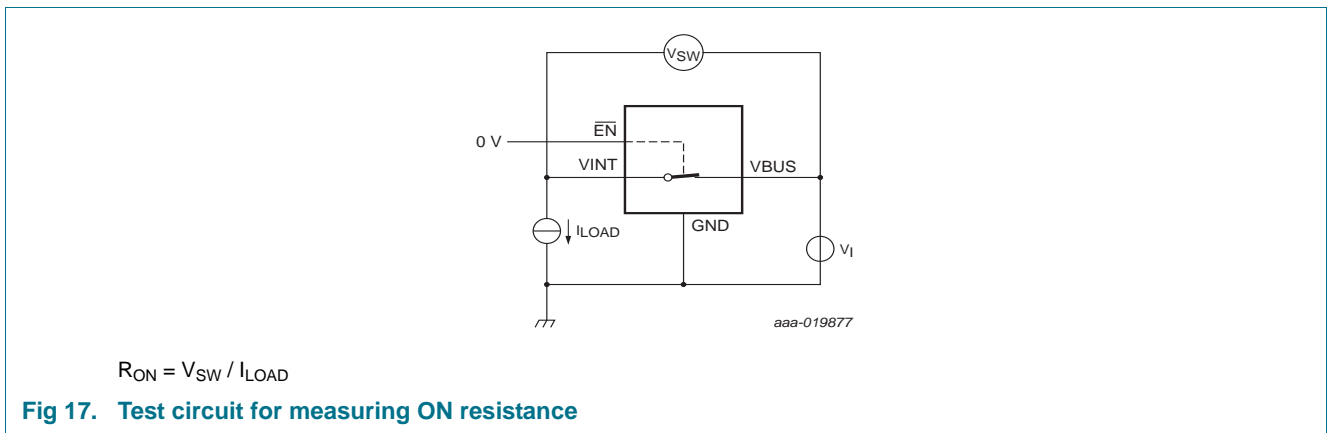 VSW
EN
0 V
VINT
VBUS
GND
ILOAD
VI
aaa-019877
RON = VSW / ILOAD
Fig 17. Test circuit for measuring ON resistance